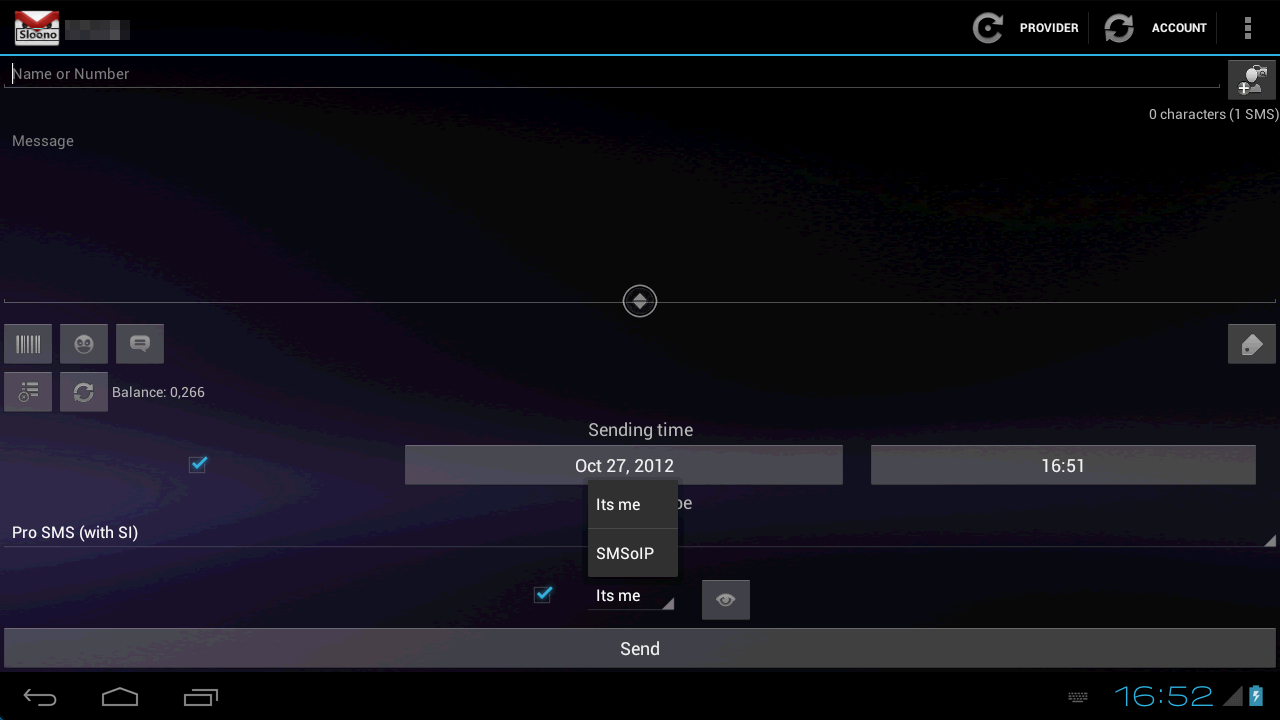 Sloono
PROVIDER
ACCOUNT
Name or Number
0 characters (1 SMS)
Message
Balance: 0,266
Sending time
Oct 27, 2012
16:51
Its me
SMSoIP
Pro SMS (with SI)
Its me
Send
16:52